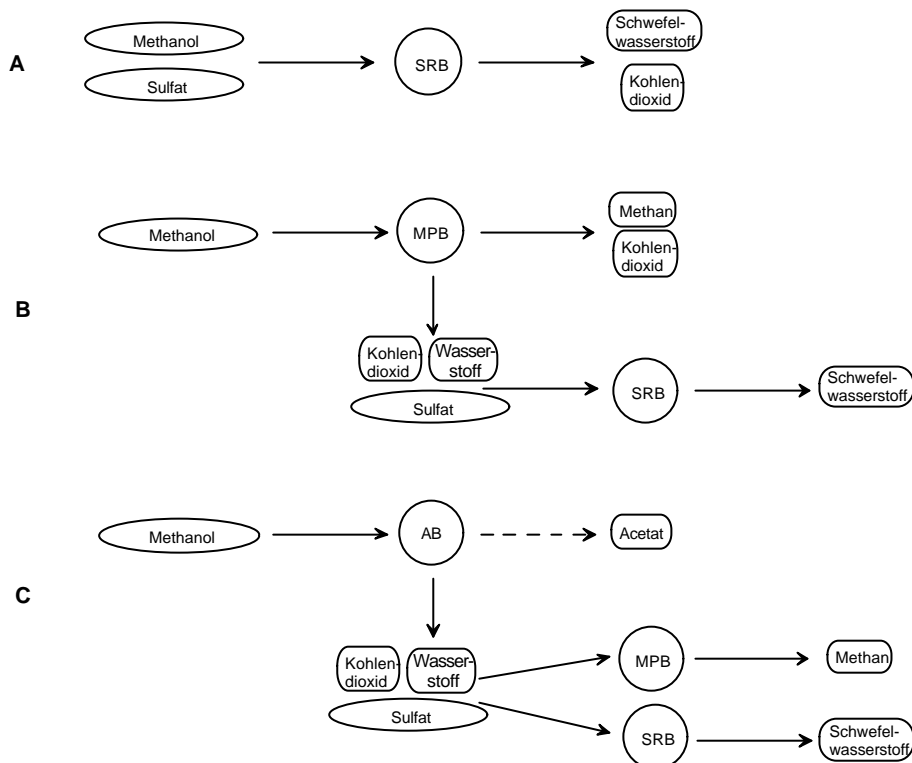 A
Methanol
Sulfat
SRB
Schwefel-
wasserstoff
Kohlen-
dioxid
B
Methanol
MPB
Methan
Kohlen-
dioxid
Kohlen-
dioxid
Wasser-
stoff
Sulfat
SRB
Schwefel-
wasserstoff
C
Methanol
AB
Acetat
Kohlen-
dioxid
Wasser-
stoff
Sulfat
MPB
Methan
SRB
Schwefel-
wasserstoff